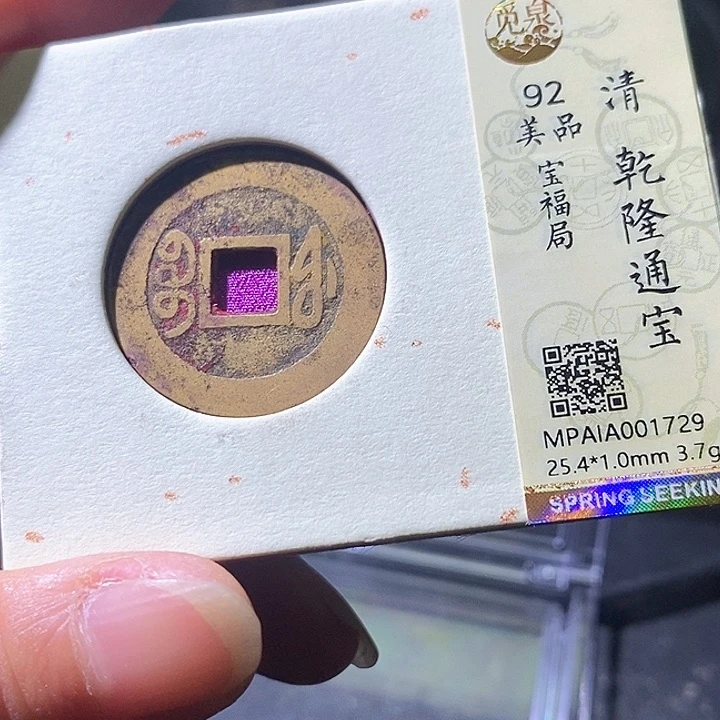 觅泉
92
美品
宝福局
清 乾隆通宝
MPAIA001729
25.4*1.0mm 3.7g
SPRING SEEKIN